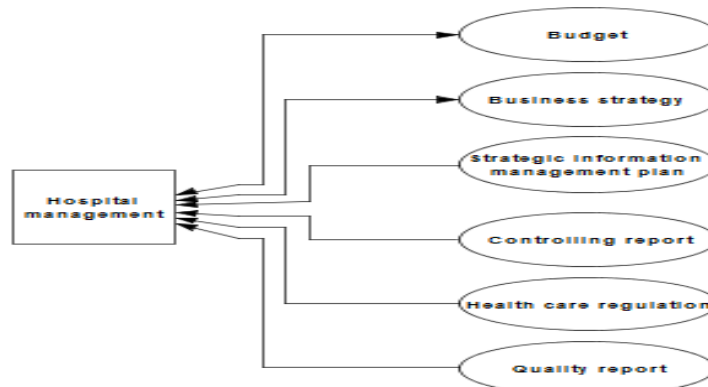 Budget
Business strategy
Strategic information
management plan
Hospital
management
Controlling report
Health care regulation
Quality report